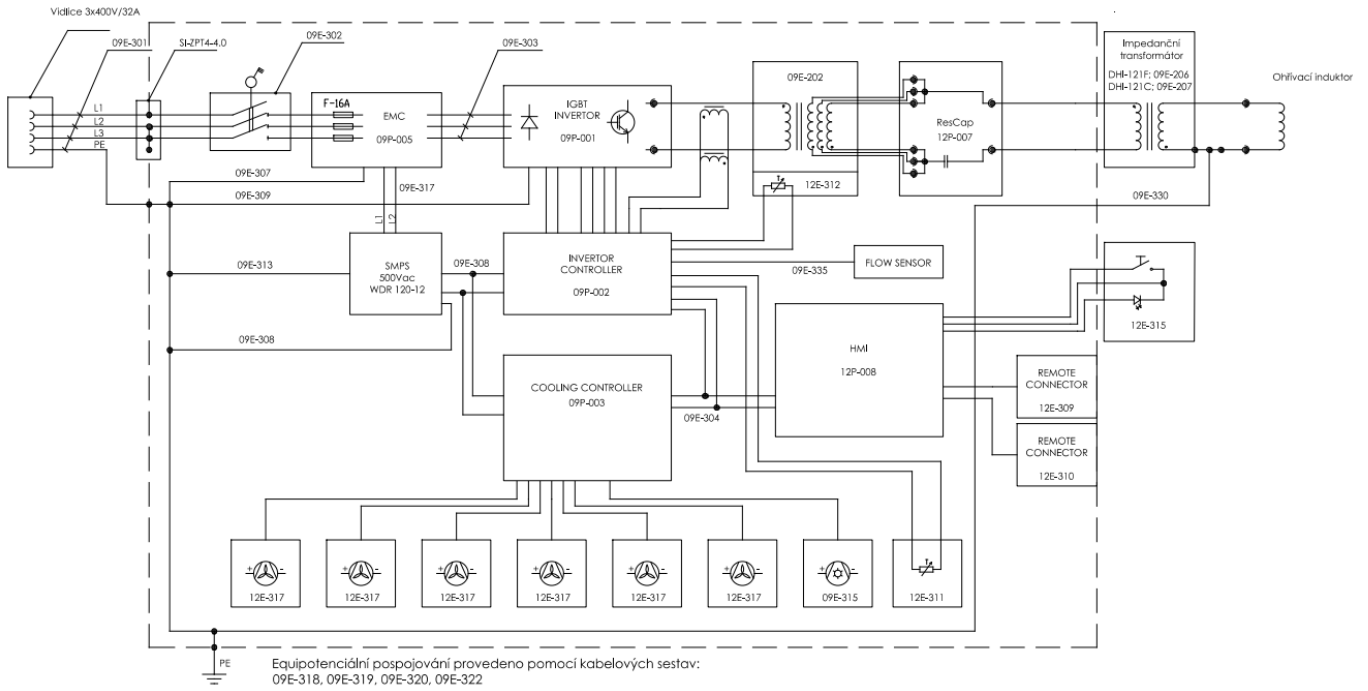 Vidlice 3x400V/32A
09E-301
SI-ZPT4-4.0
09E-302
09E-303
L1
L2
L3
PE
F-16A
EMC
09P-005
IGBT
INVERTOR
09P-001
09E-202
12E-312
ResCap
12P-007
Impedanční
transformátor
DHI-121F; 09E-206
DHI-121C; 09E-207
Ohřívací induktor
09E-307
09E-309
09E-317
L1
L2
09E-330
09E-313
SMPS
500Vac
WDR 120-12
09E-308
INVERTOR
CONTROLLER
09P-002
09E-335
FLOW SENSOR
12E-315
09E-308
HMI
12P-008
COOLING CONTROLLER
09P-003
09E-304
REMOTE
CONNECTOR
12E-309
REMOTE
CONNECTOR
12E-310
+ -
12E-317
+ -
12E-317
+ -
12E-317
+ -
12E-317
+ -
12E-317
+ -
12E-317
+ -
09E-315
12E-311
PE
Equipotenciální pospojování provedeno pomocí kabelových sestav:
09E-318, 09E-319, 09E-320, 09E-322